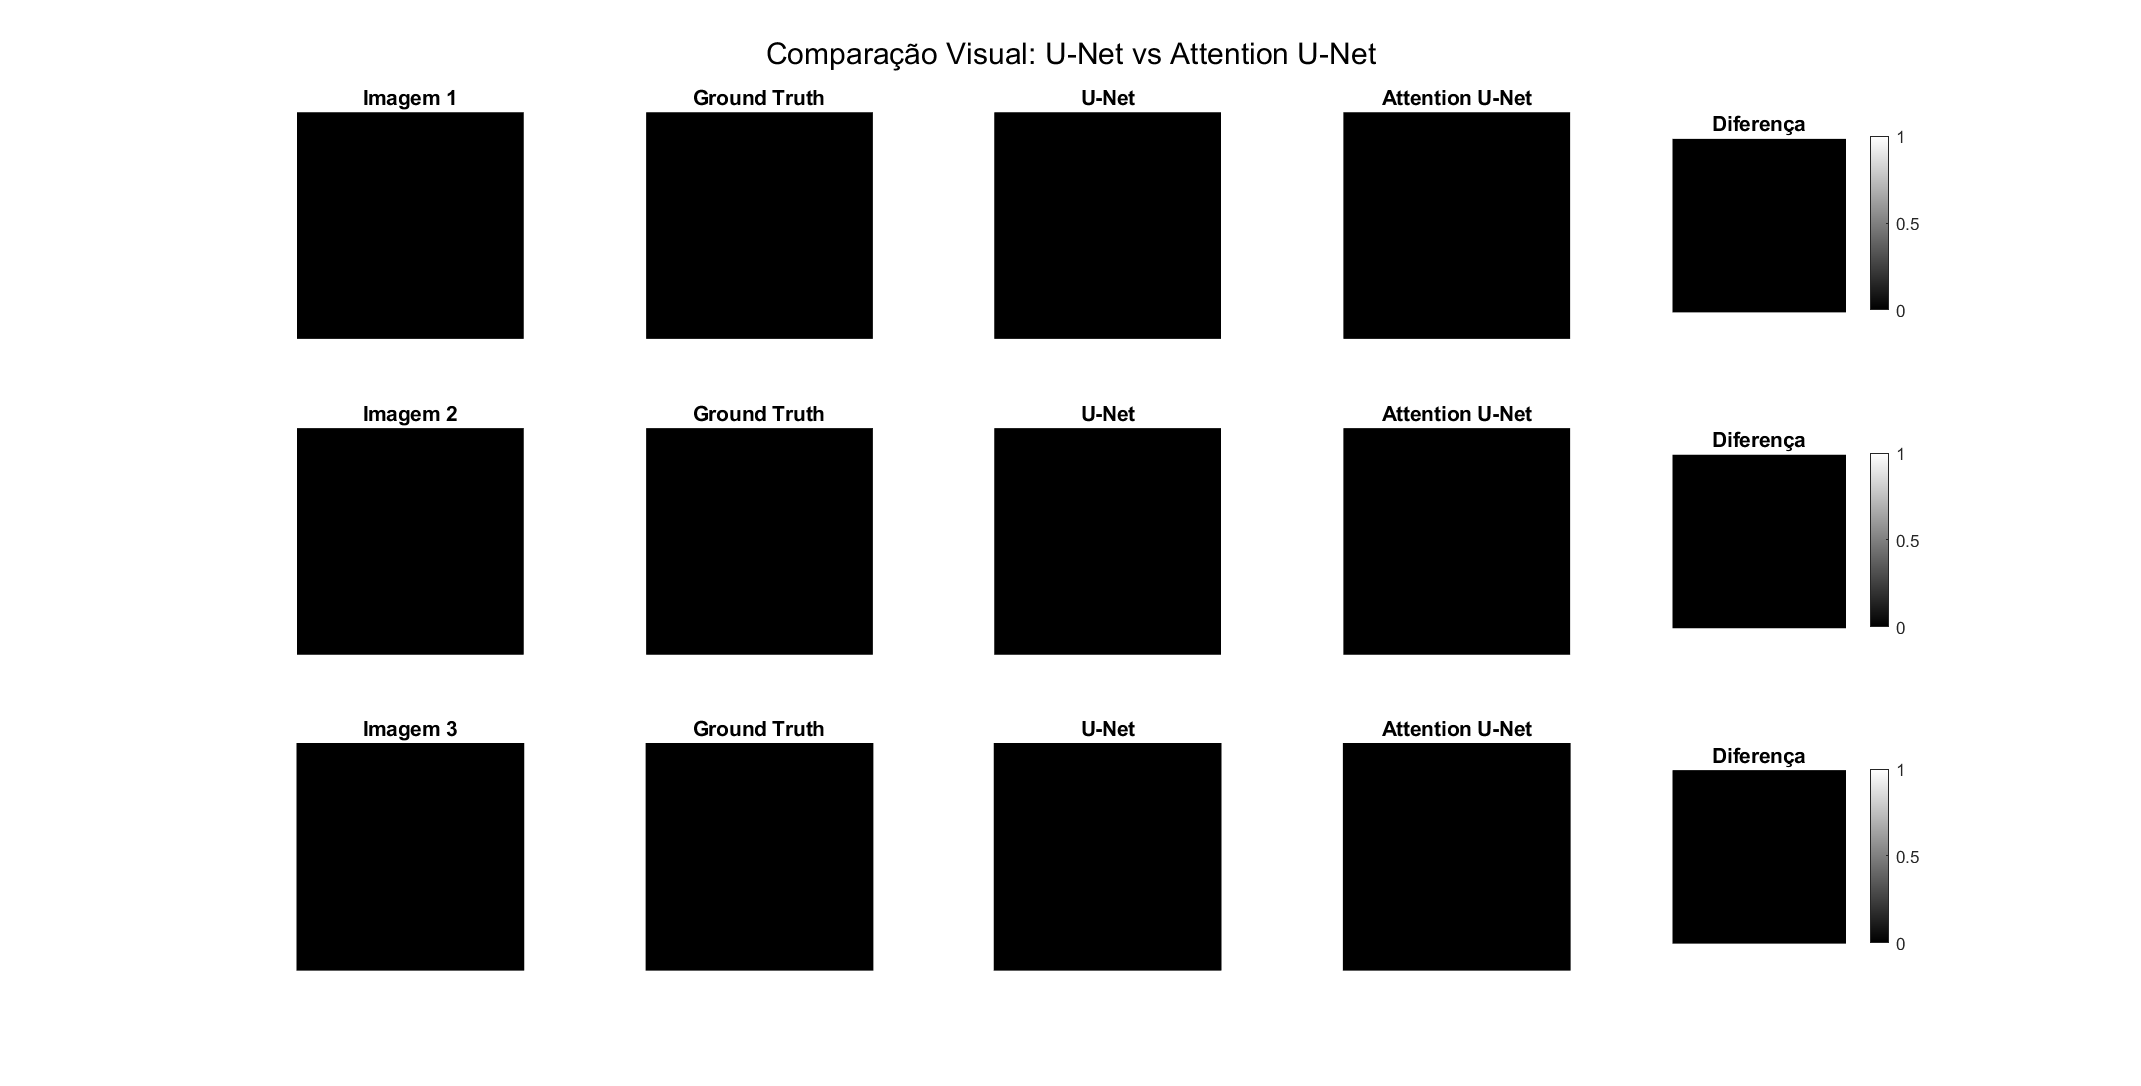 Comparação Visual: U-Net vs Attention U-Net
Imagem 1
Ground Truth
U-Net
Attention U-Net
Diferença
1
0.5
0
Imagem 2
Ground Truth
U-Net
Attention U-Net
Diferença
1
0.5
0
Imagem 3
Ground Truth
U-Net
Attention U-Net
Diferença
1
0.5
0